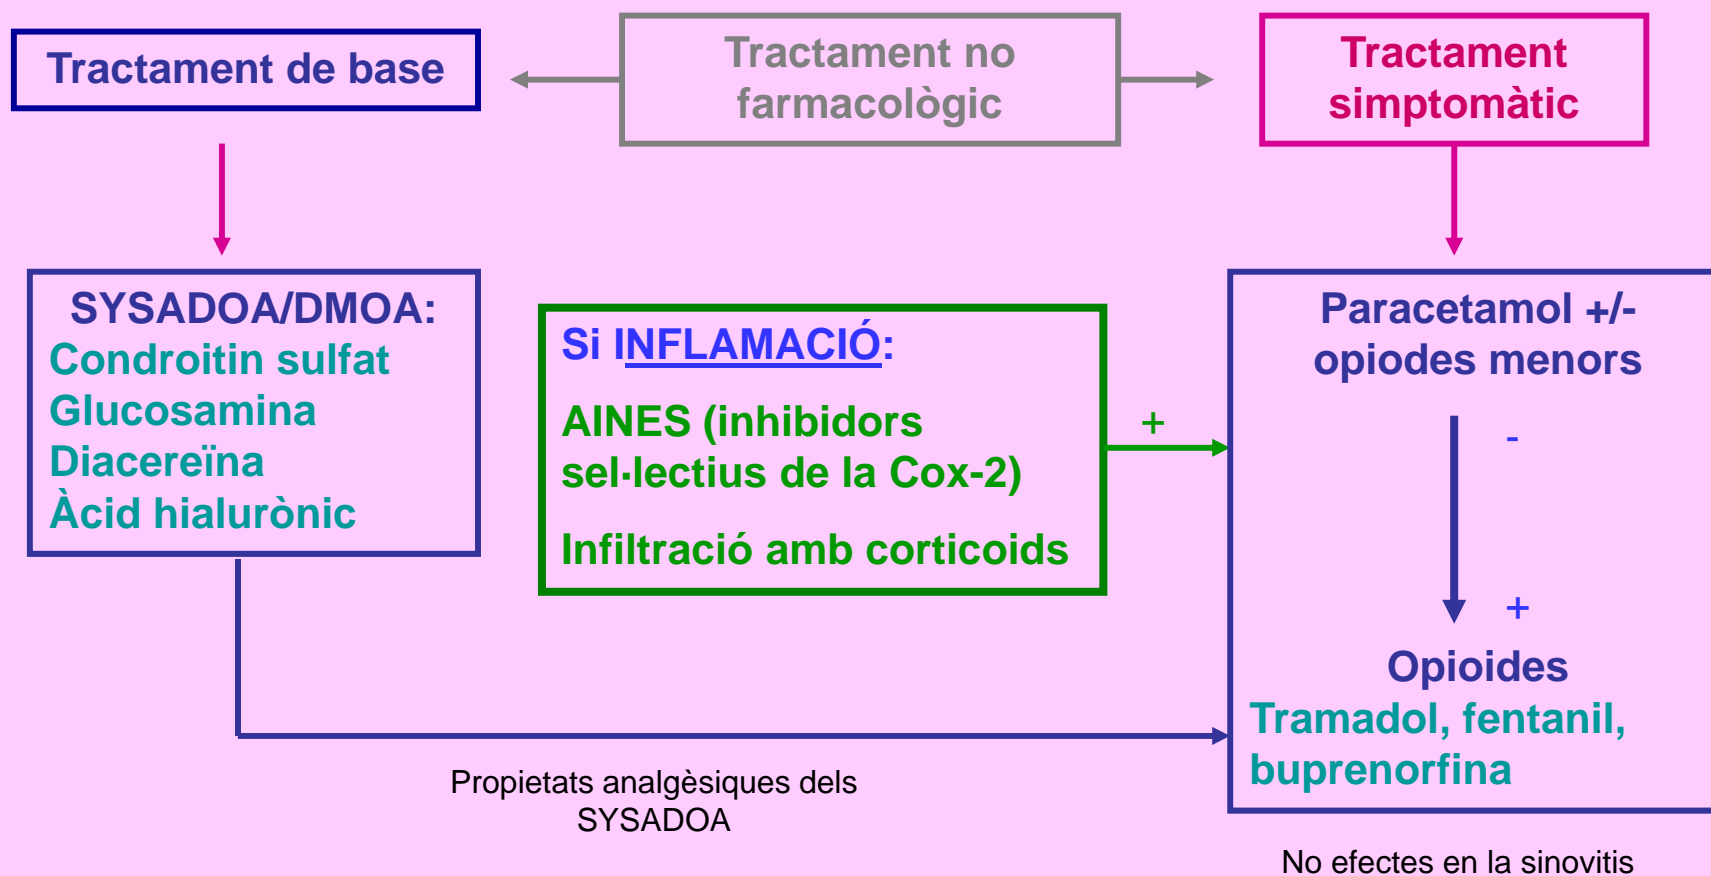 Tractament de base
Tractament no
farmacològic
Tractament
simptomàtic
SYSADOA/DMOA:
Condroitin sulfat
Glucosamina
Diacereïna
Àcid hialurònic
Si INFLAMACIÓ:
AINES (inhibidors
sel·lectius de la Cox-2)
Infiltració amb corticoids
+
Paracetamol +/-
opiodes menors
-
+
Opioides
Tramadol, fentanil,
buprenorfina
Propietats analgèsiques dels
SYSADOA
No efectes en la sinovitis